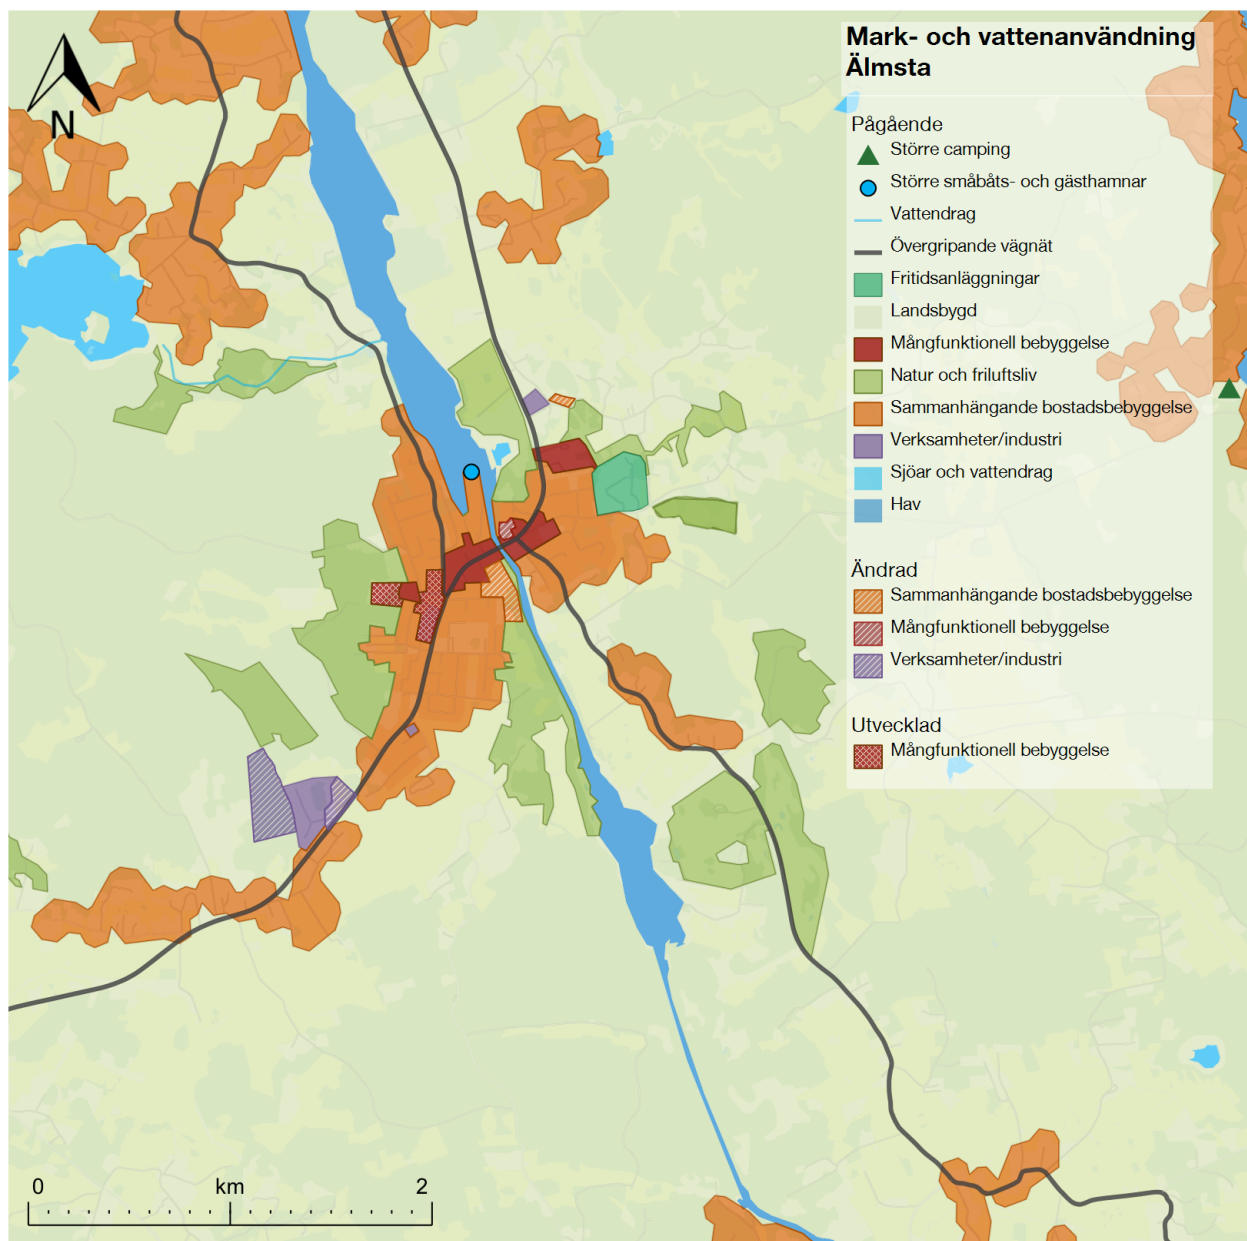 Mark- och vattenanvändning
Älmsta
N
Pågående
Större camping
Större småbåts- och gästhamnar
Vattendrag
Övergripande vägnät
Fritidsanläggningar
Landsbygd
Mångfunktionell bebyggelse
Natur och friluftsliv
Sammanhängande bostadsbebyggelse
Verksamheter/industri
Sjöar och vattendrag
Hav
Ändrad
Sammanhängande bostadsbebyggelse
Mångfunktionell bebyggelse
Verksamheter/industri
Utvecklad
Mångfunktionell bebyggelse
0 km 2